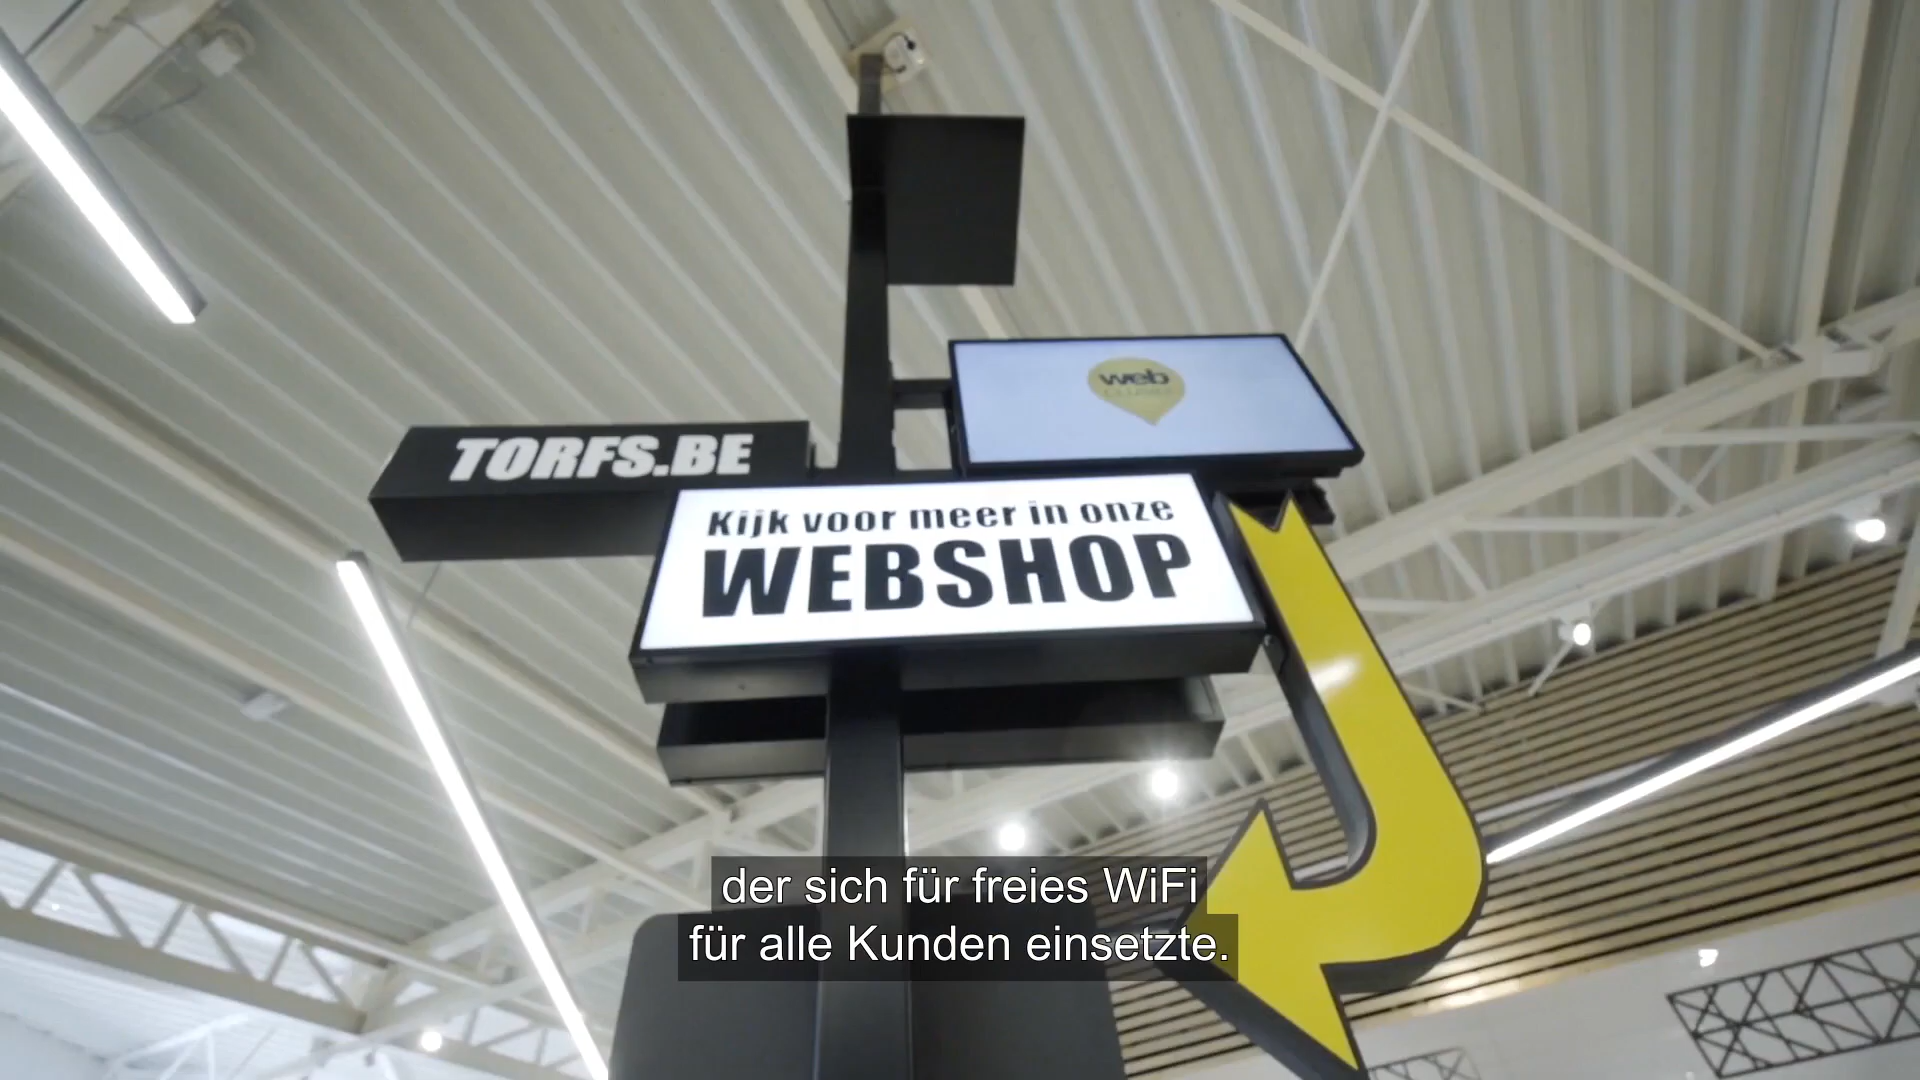 web
TORFS.BE
Kijk voor meer in onze
WEBSHOP
der sich für freies WiFi
für alle Kunden einsetzte.